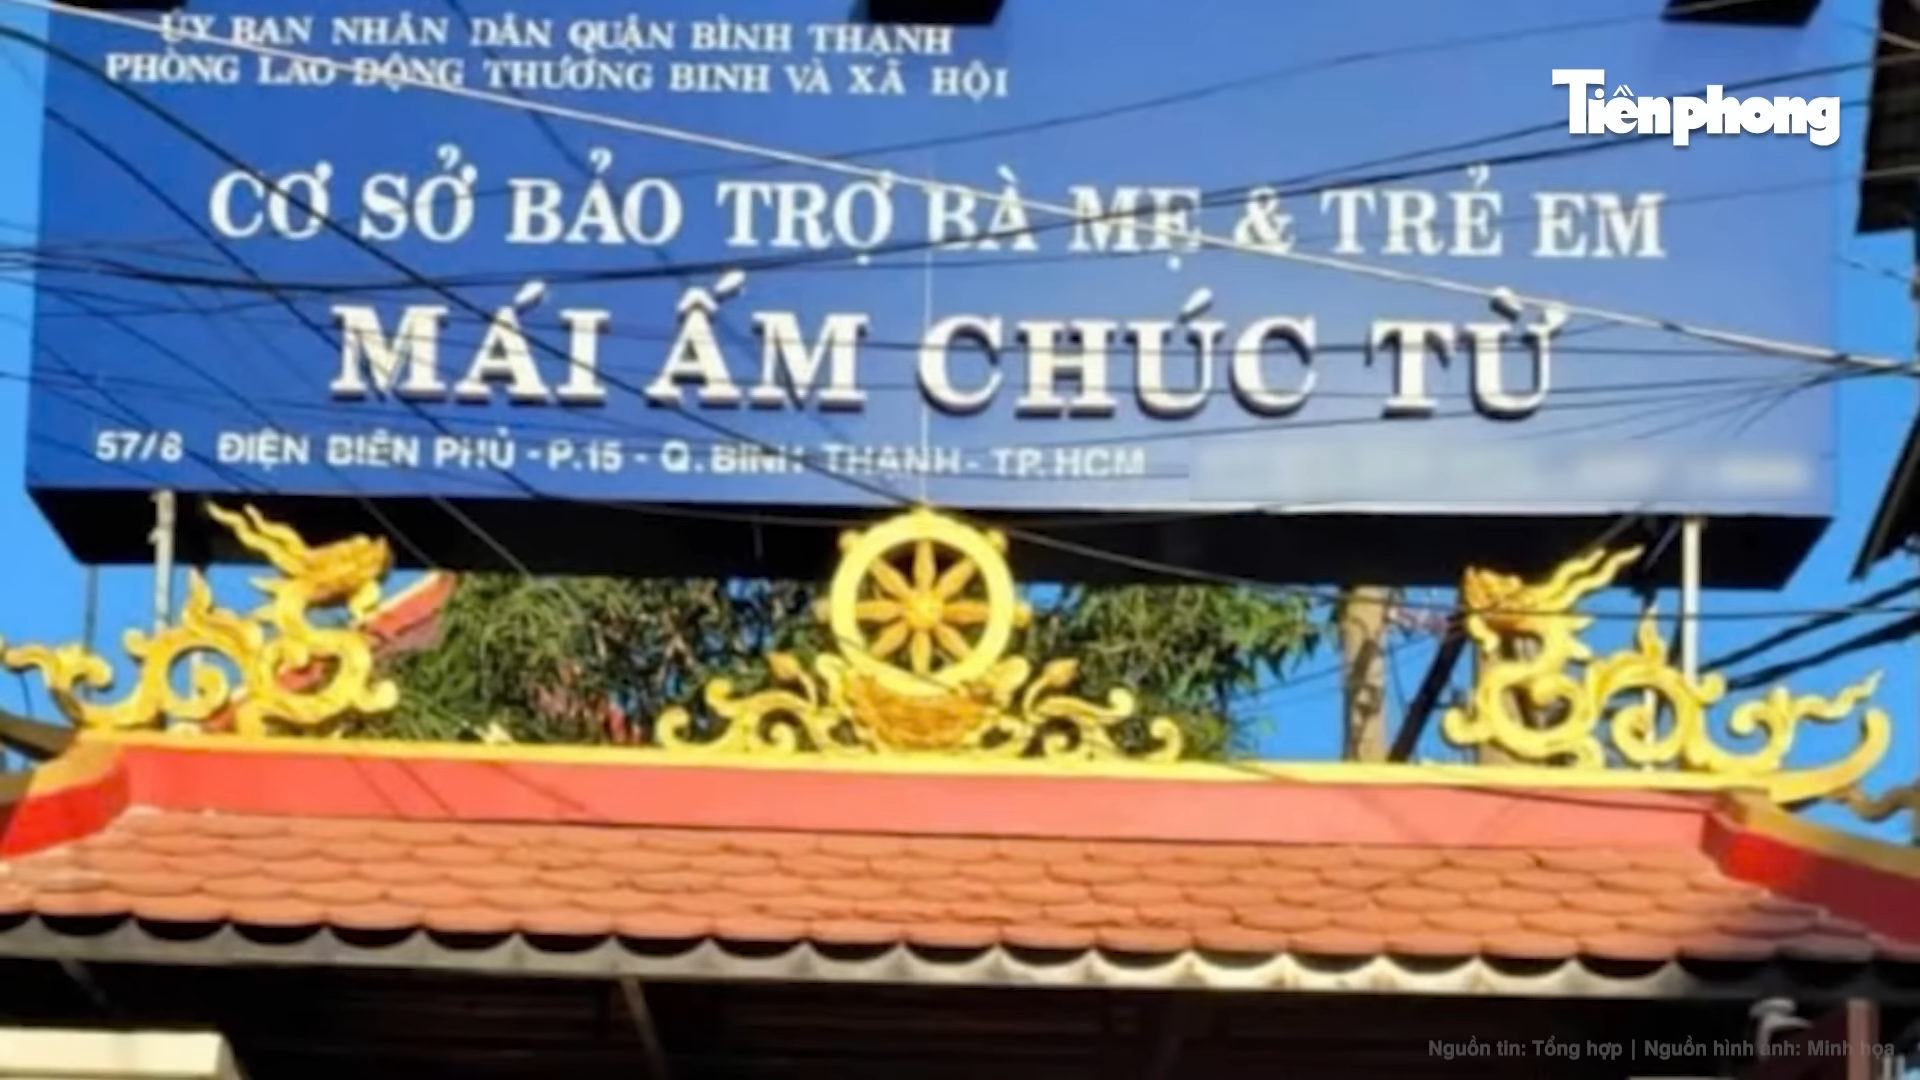 ỦY BAN NHÂN DÂN QUẬN BÌNH THẠNH
PHÒNG LAO ĐỘNG THƯƠNG BINH VÀ XÃ HỘI
Tiềnphong
CƠ SỞ BẢO TRỢ BÀ MẸ & TRẺ EM
MÁI ẤM CHÚC TỪ
57/6 ĐIỆN BIÊN PHỦ - P.15 - Q. BÌNH THẠNH - TP. HCM
Nguồn tin: Tổng hợp | Nguồn hình ảnh: Minh họa